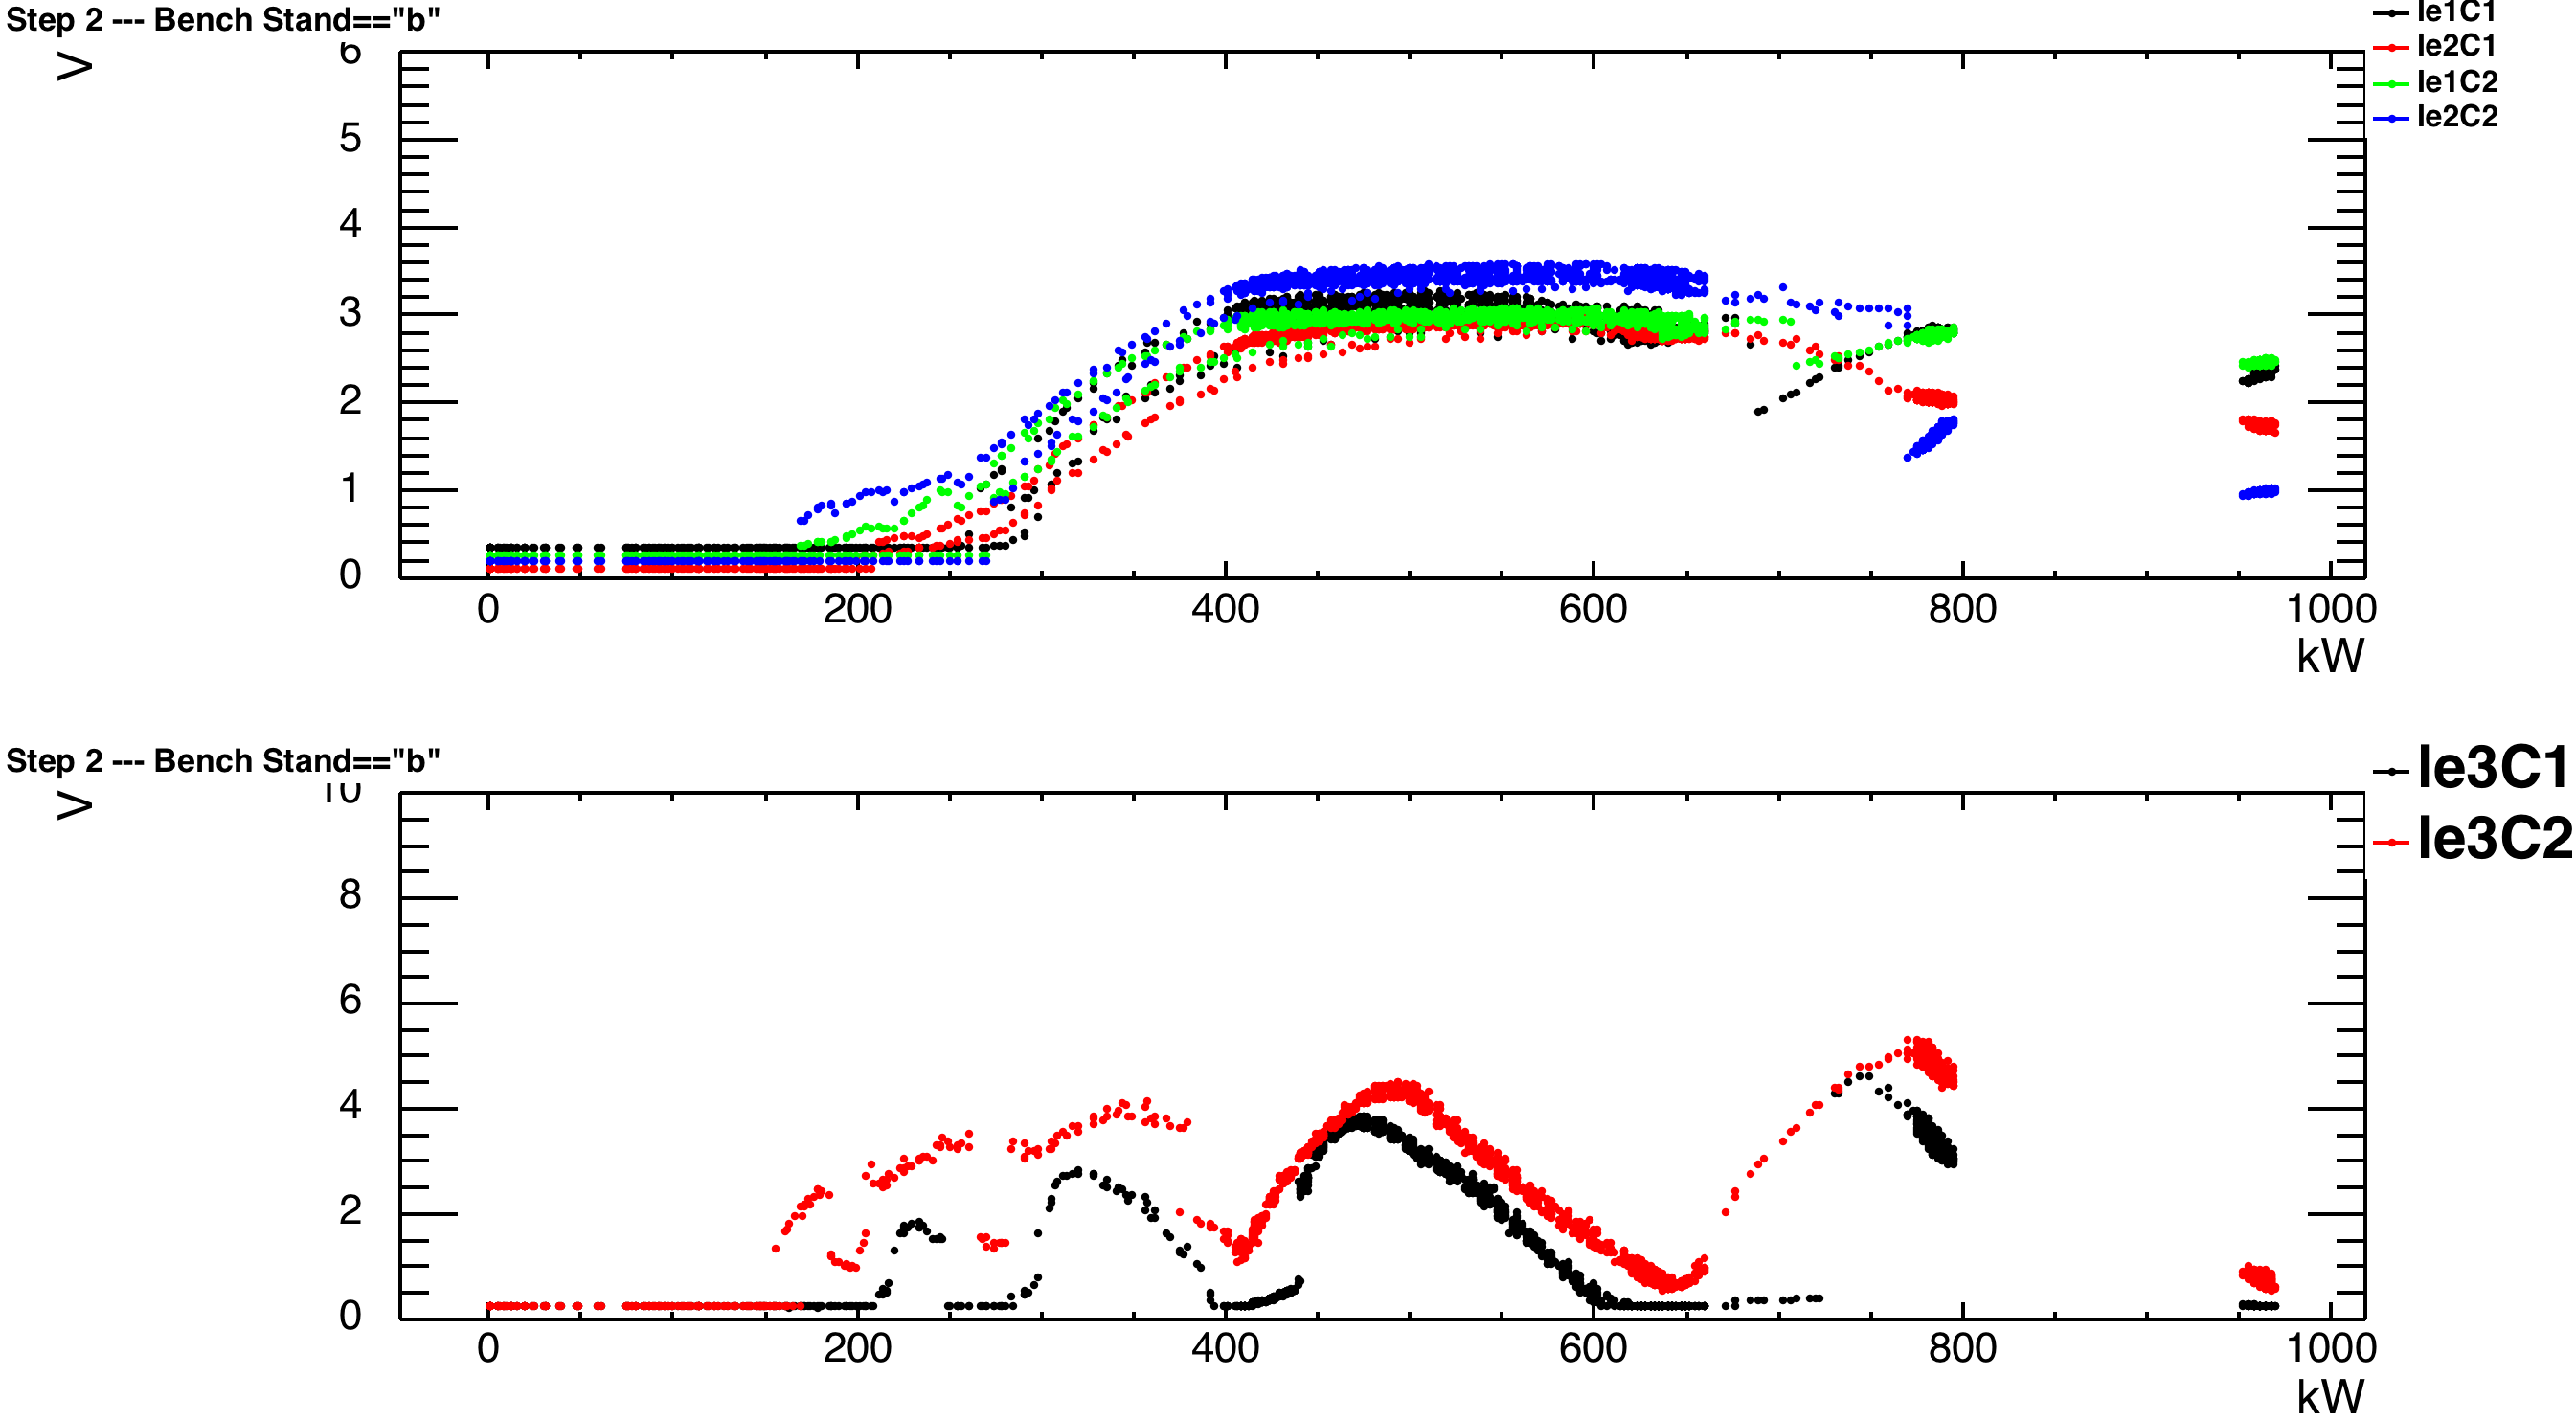 Step 2 --- Bench Stand=="b"
V
6
5
4
3
2
1
0
0 200 400 600 800 1000
kW
Ie1C1
Ie2C1
Ie1C2
Ie2C2
Step 2 --- Bench Stand=="b"
V
10
8
6
4
2
0
0 200 400 600 800 1000
kW
Ie3C1
Ie3C2